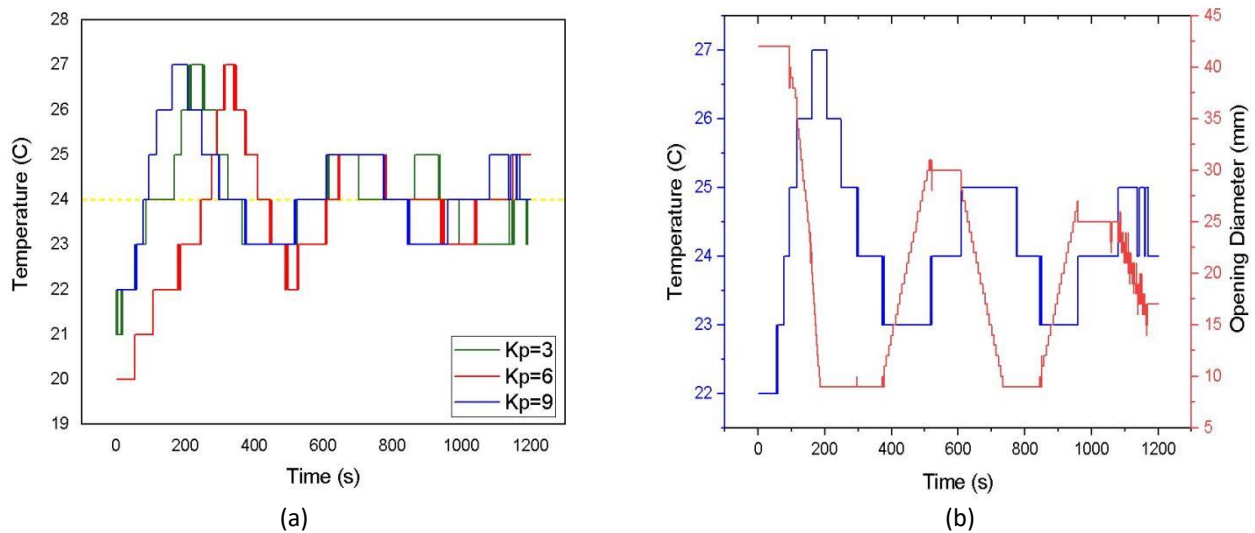 28
27
26
25
24
23
22
21
20
19
Temperature (C)
Kp=3
Kp=6
Kp=9
0 200 400 600 800 1000 1200
Time (s)
(a)
27
26
25
24
23
22
Temperature (C)
45
40
35
30
25
20
15
10
5
Opening Diameter (mm)
0 200 400 600 800 1000 1200
Time (s)
(b)